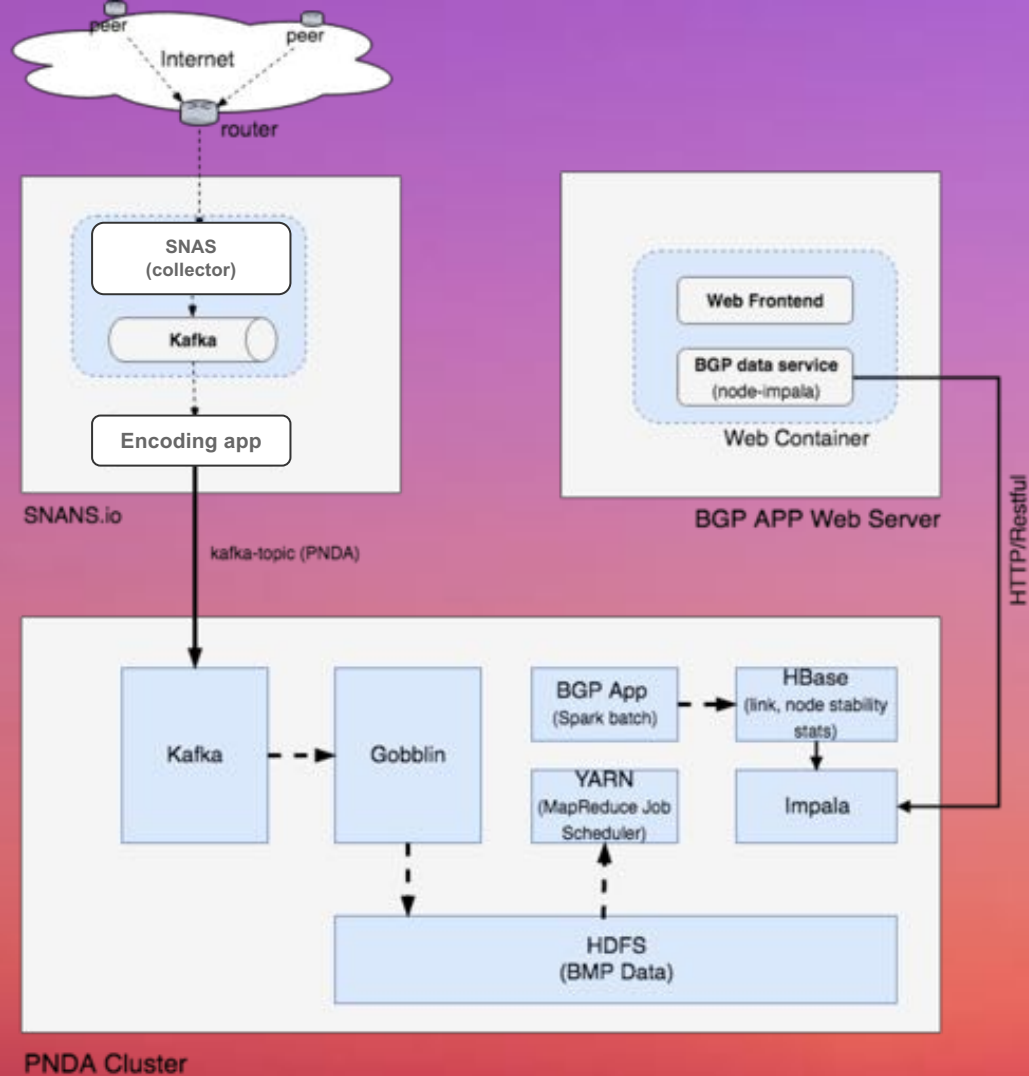 peer
peer
Internet
router
SNAS
(collector)
Kafka
Encoding app
SNANS.io
Web Frontend
BGP data service
(node-impala)
Web Container
BGP APP Web Server
HTTP/Restful
kafka-topic (PNDA)
Kafka
Gobblin
BGP App
(Spark batch)
HBase
(link, node stability
stats)
YARN
(MapReduce Job
Scheduler)
Impala
HDFS
(BMP Data)
PNDA Cluster